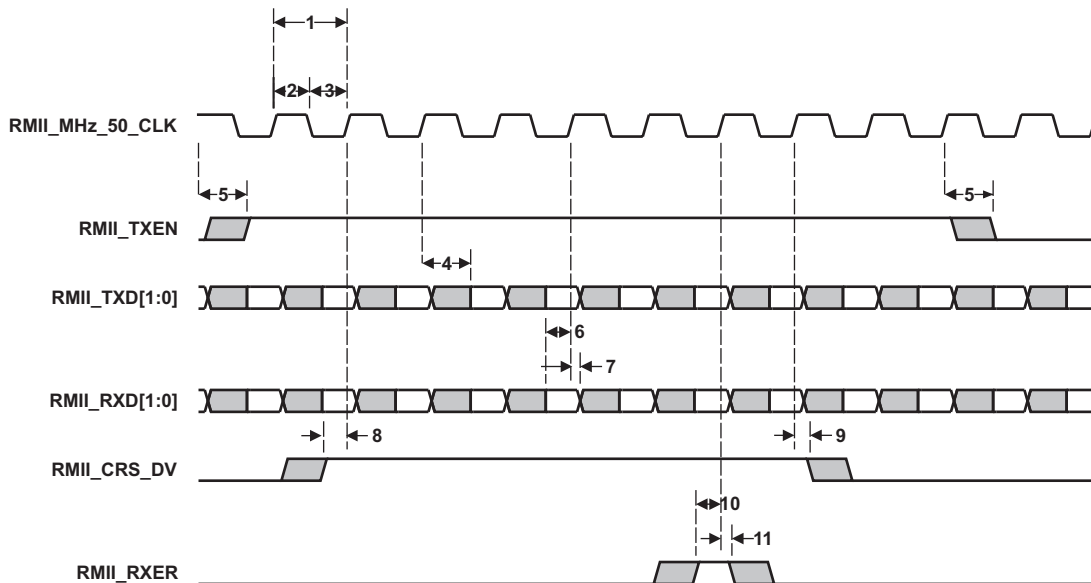 1
2
3
RMII_MHz_50_CLK
5
5
RMII_TXEN
4
RMII_TXD[1:0]
6
7
RMII_RXD[1:0]
8
9
RMII_CRS_DV
10
11
RMII_RXER